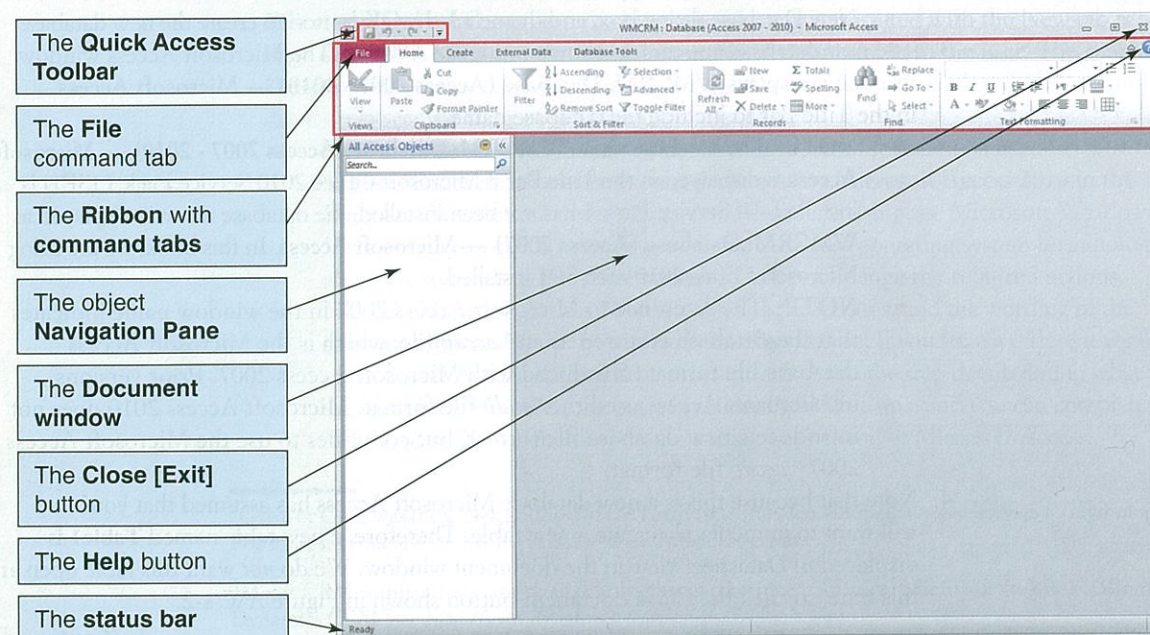 The Quick Access
Toolbar
The File
command tab
The Ribbon with
command tabs
The object
Navigation Pane
The Document
window
The Close [Exit]
button
The Help button
The status bar
WMCRM : Database (Access 2007 - 2010) - Microsoft Access
File Home Create External Data Database Tools
View
Views
Paste
Cut
Copy
Format Painter
Clipboard
Filter
Ascending
Descending
Remove Sort
Selection
Advanced
Toggle Filter
Sort & Filter
Refresh
All
New
Save
Delete
Totals
Spelling
More
Records
Find
Replace
Go To
Select
Find
B I U
A
Text Formatting
All Access Objects
Search...
Ready